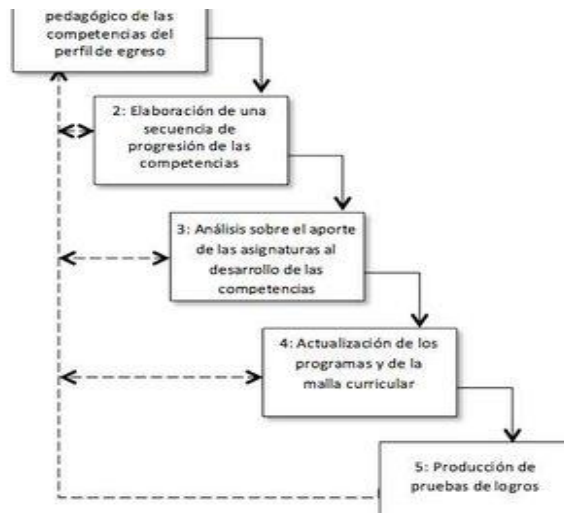 pedagógico de las
competencias del
perfil de egreso
2: Elaboración de una
secuencia de
progresión de las
competencias
3: Análisis sobre el aporte
de las asignaturas al
desarrollo de las
competencias
4: Actualización de los
programas y de la
malla curricular
5: Producción de
pruebas de logros